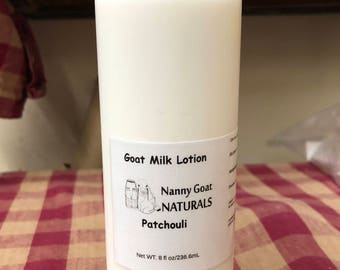 Goat Milk Lotion
Nanny Goat
NATURALS
Patchouli
Net WT. 8 fl oz/236.6mL